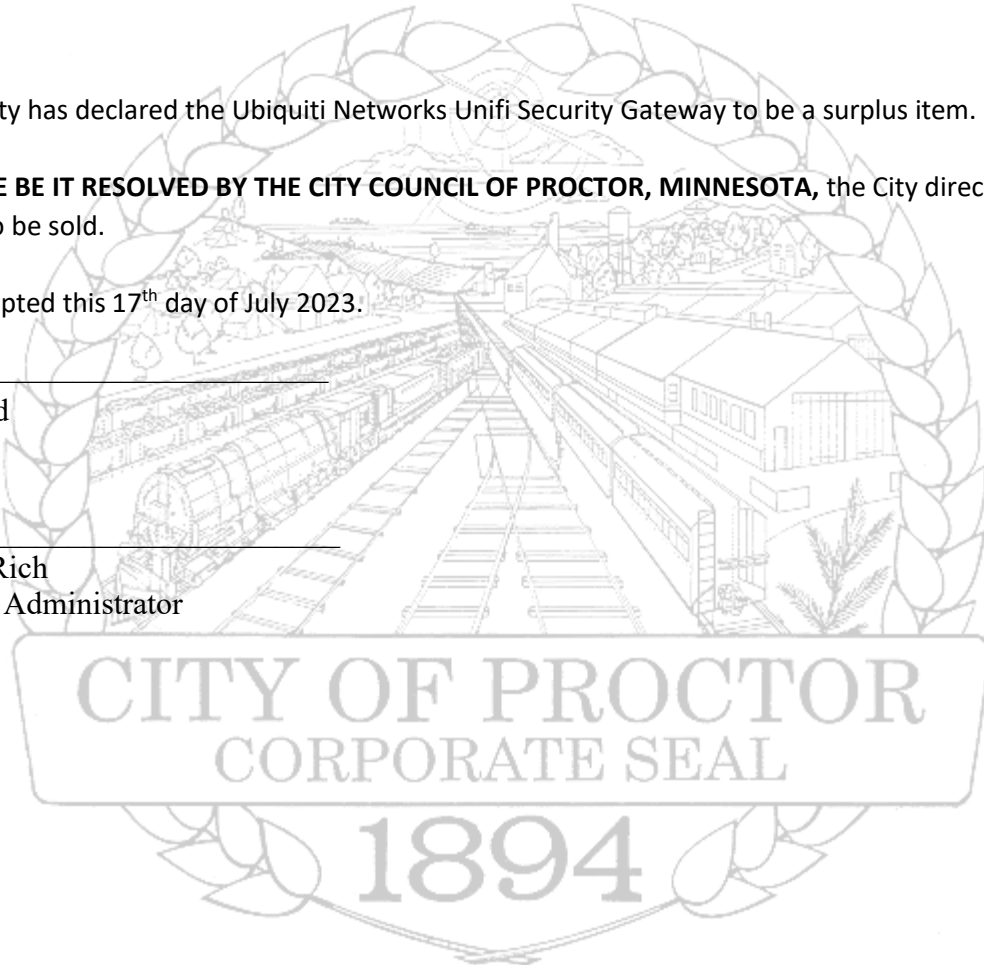 ty has declared the Ubiquiti Networks Unifi Security Gateway to be a surplus item.
E BE IT RESOLVED BY THE CITY COUNCIL OF PROCTOR, MINNESOTA, the City direc
o be sold.
pted this 17th day of July 2023.
d
Rich
Administrator
CITY OF PROCTOR
CORPORATE SEAL
1894